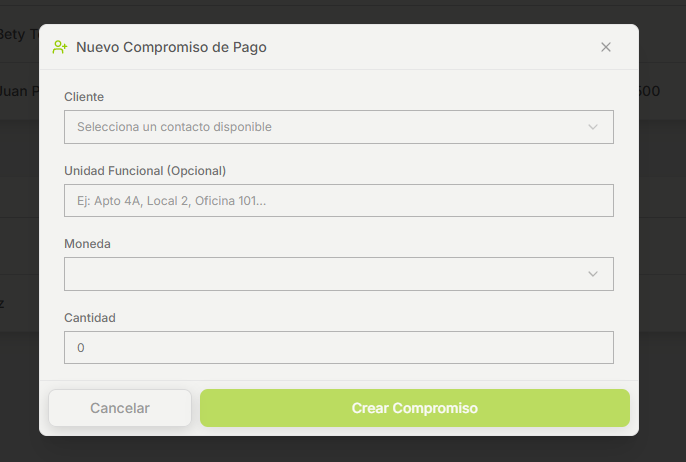 Bety T
Nuevo Compromiso de Pago
Juan P
500
Cliente
Selecciona un contacto disponible
Unidad Funcional (Opcional)
Ej: Apto 4A, Local 2, Oficina 101...
Moneda
z
Cantidad
0
Cancelar
Crear Compromiso